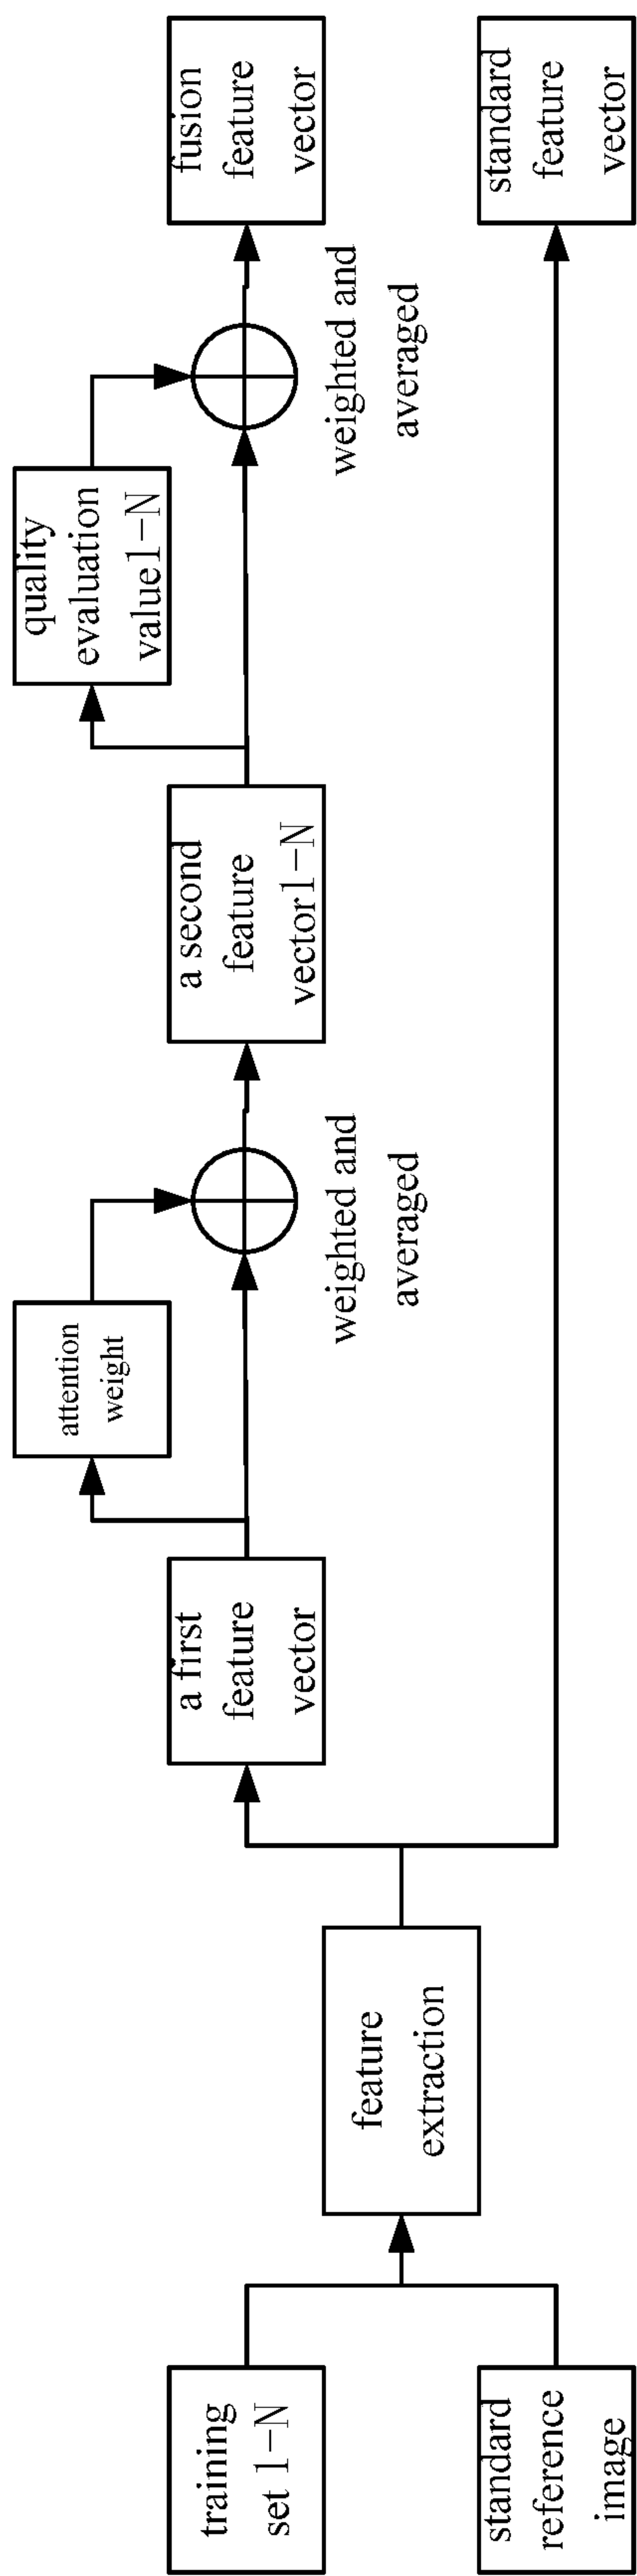 training
set 1-N
standard
reference
image
feature
extraction
a first
feature
vector
attention
weight
weighted and
averaged
a second
feature
vector1-N
quality
evaluation
value1-N
weighted and
averaged
fusion
feature
vector
standard
feature
vector